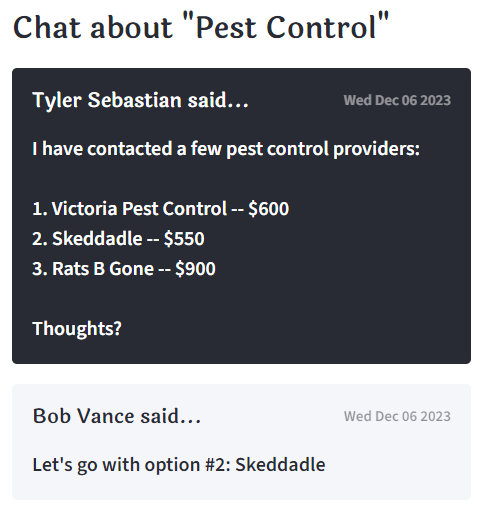 Chat about "Pest Control"
Tyler Sebastian said...
Wed Dec 06 2023
I have contacted a few pest control providers:
1. Victoria Pest Control -- $600
2. Skeddadle -- $550
3. Rats B Gone -- $900
Thoughts?
Bob Vance said...
Wed Dec 06 2023
Let's go with option #2: Skeddadle